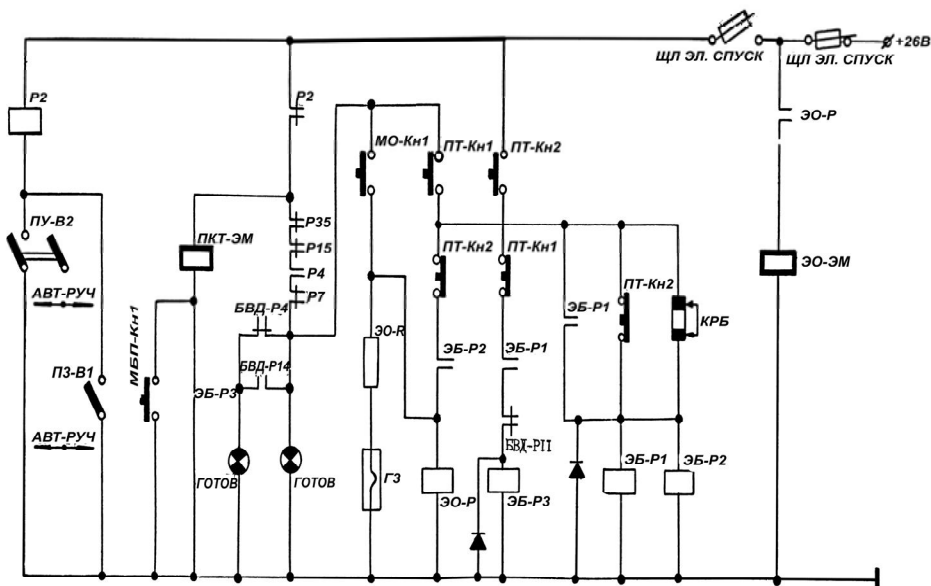 ЩЛ ЭЛ. СПУСК
+26В
ЩЛ ЭЛ. СПУСК
Р2
Р2
ЭО-Р
МО-Кн1
ПТ-Кн1
ПТ-Кн2
ПУ-В2
ПКТ-ЭМ
Р35
Р15
ПТ-Кн2
ПТ-Кн1
ЭО-ЭМ
Р4
ПТ-Кн2
АВТ-РУЧ
Р7
БВД-Р4
ЭБ-Р1
КРБ
МБП-Кн1
ЭО-R
ЭБ-Р2
ЭБ-Р1
БВД-Р14
ПЗ-В1
ЭБ-Р3
БВД-Р11
АВТ-РУЧ
ЭБ-Р1
ЭБ-Р2
ГОТОВ
ГОТОВ
ГЗ
ЭО-Р
ЭБ-Р3